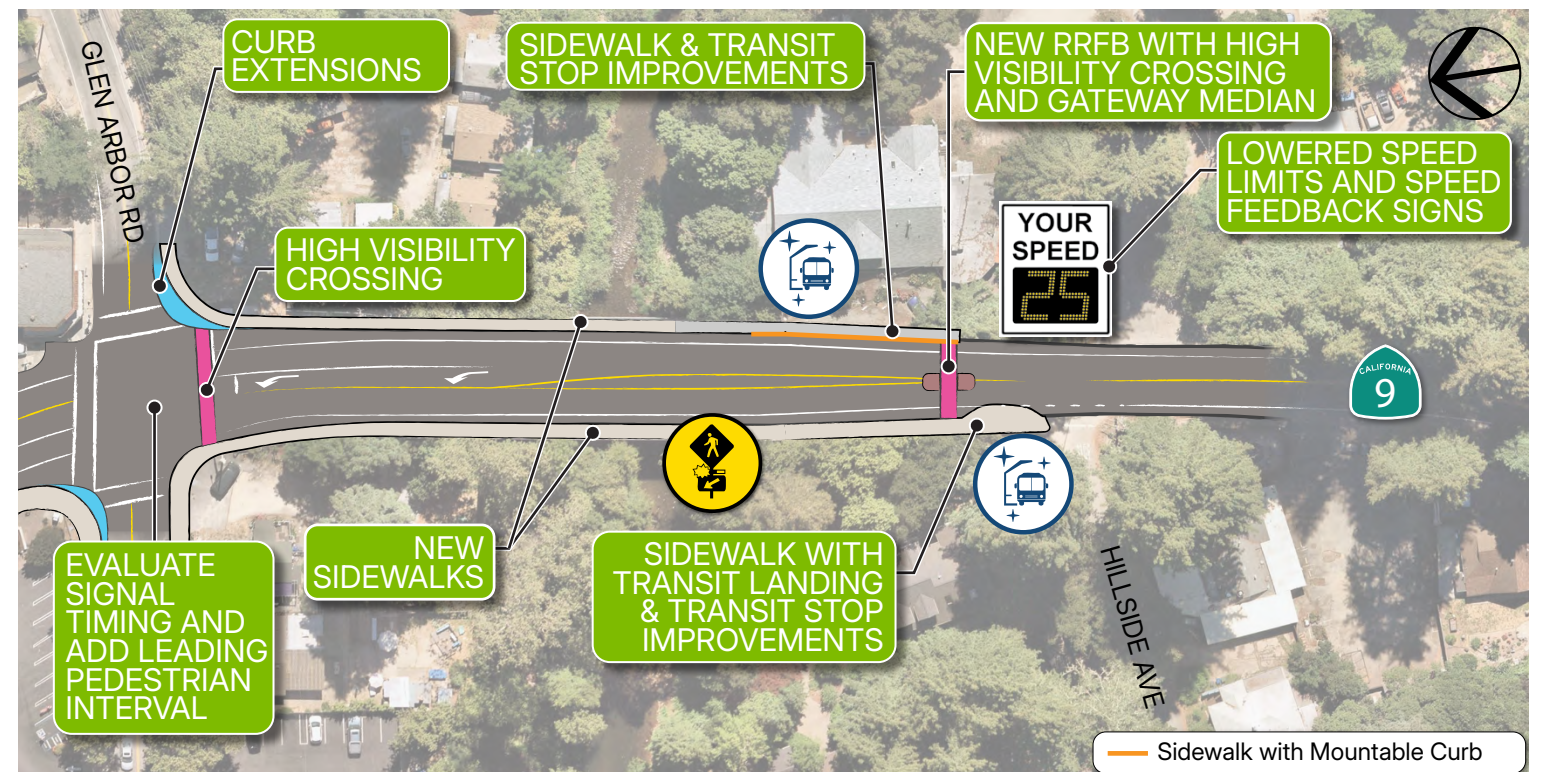 GLEN ARBOR RD
CURB
EXTENSIONS
SIDEWALK & TRANSIT
STOP IMPROVEMENTS
NEW RRFB WITH HIGH
VISIBILITY CROSSING
AND GATEWAY MEDIAN
LOWERED SPEED
LIMITS AND SPEED
FEEDBACK SIGNS
HIGH VISIBILITY
CROSSING
YOUR
SPEED
25
CALIFORNIA
9
EVALUATE
SIGNAL
TIMING AND
ADD LEADING
PEDESTRIAN
INTERVAL
NEW
SIDEWALKS
SIDEWALK WITH
TRANSIT LANDING
& TRANSIT STOP
IMPROVEMENTS
HILLSIDE AVE
Sidewalk with Mountable Curb